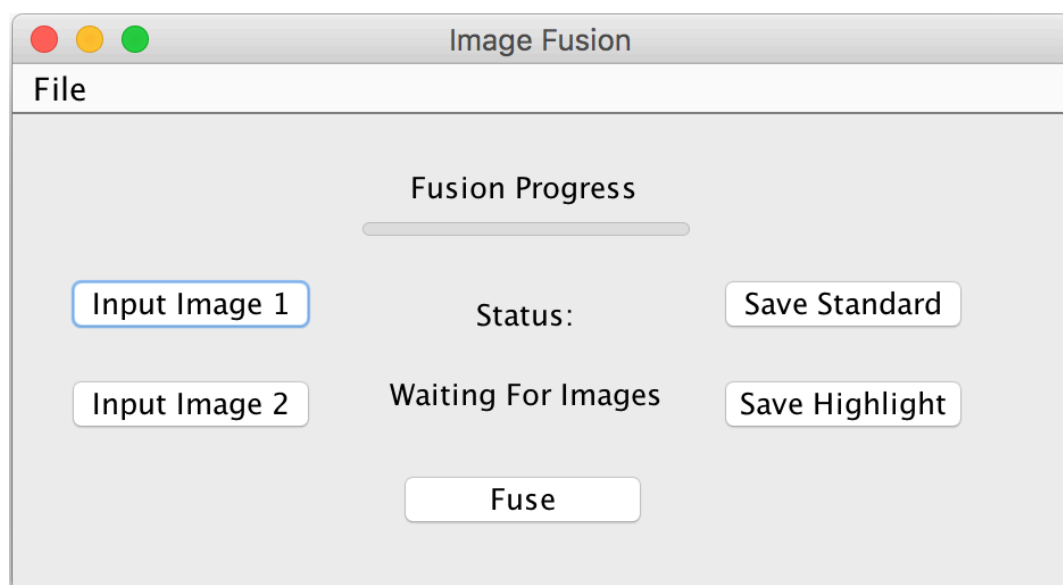 Image Fusion
File
Fusion Progress
Input Image 1
Status:
Save Standard
Input Image 2
Waiting For Images
Save Highlight
Fuse